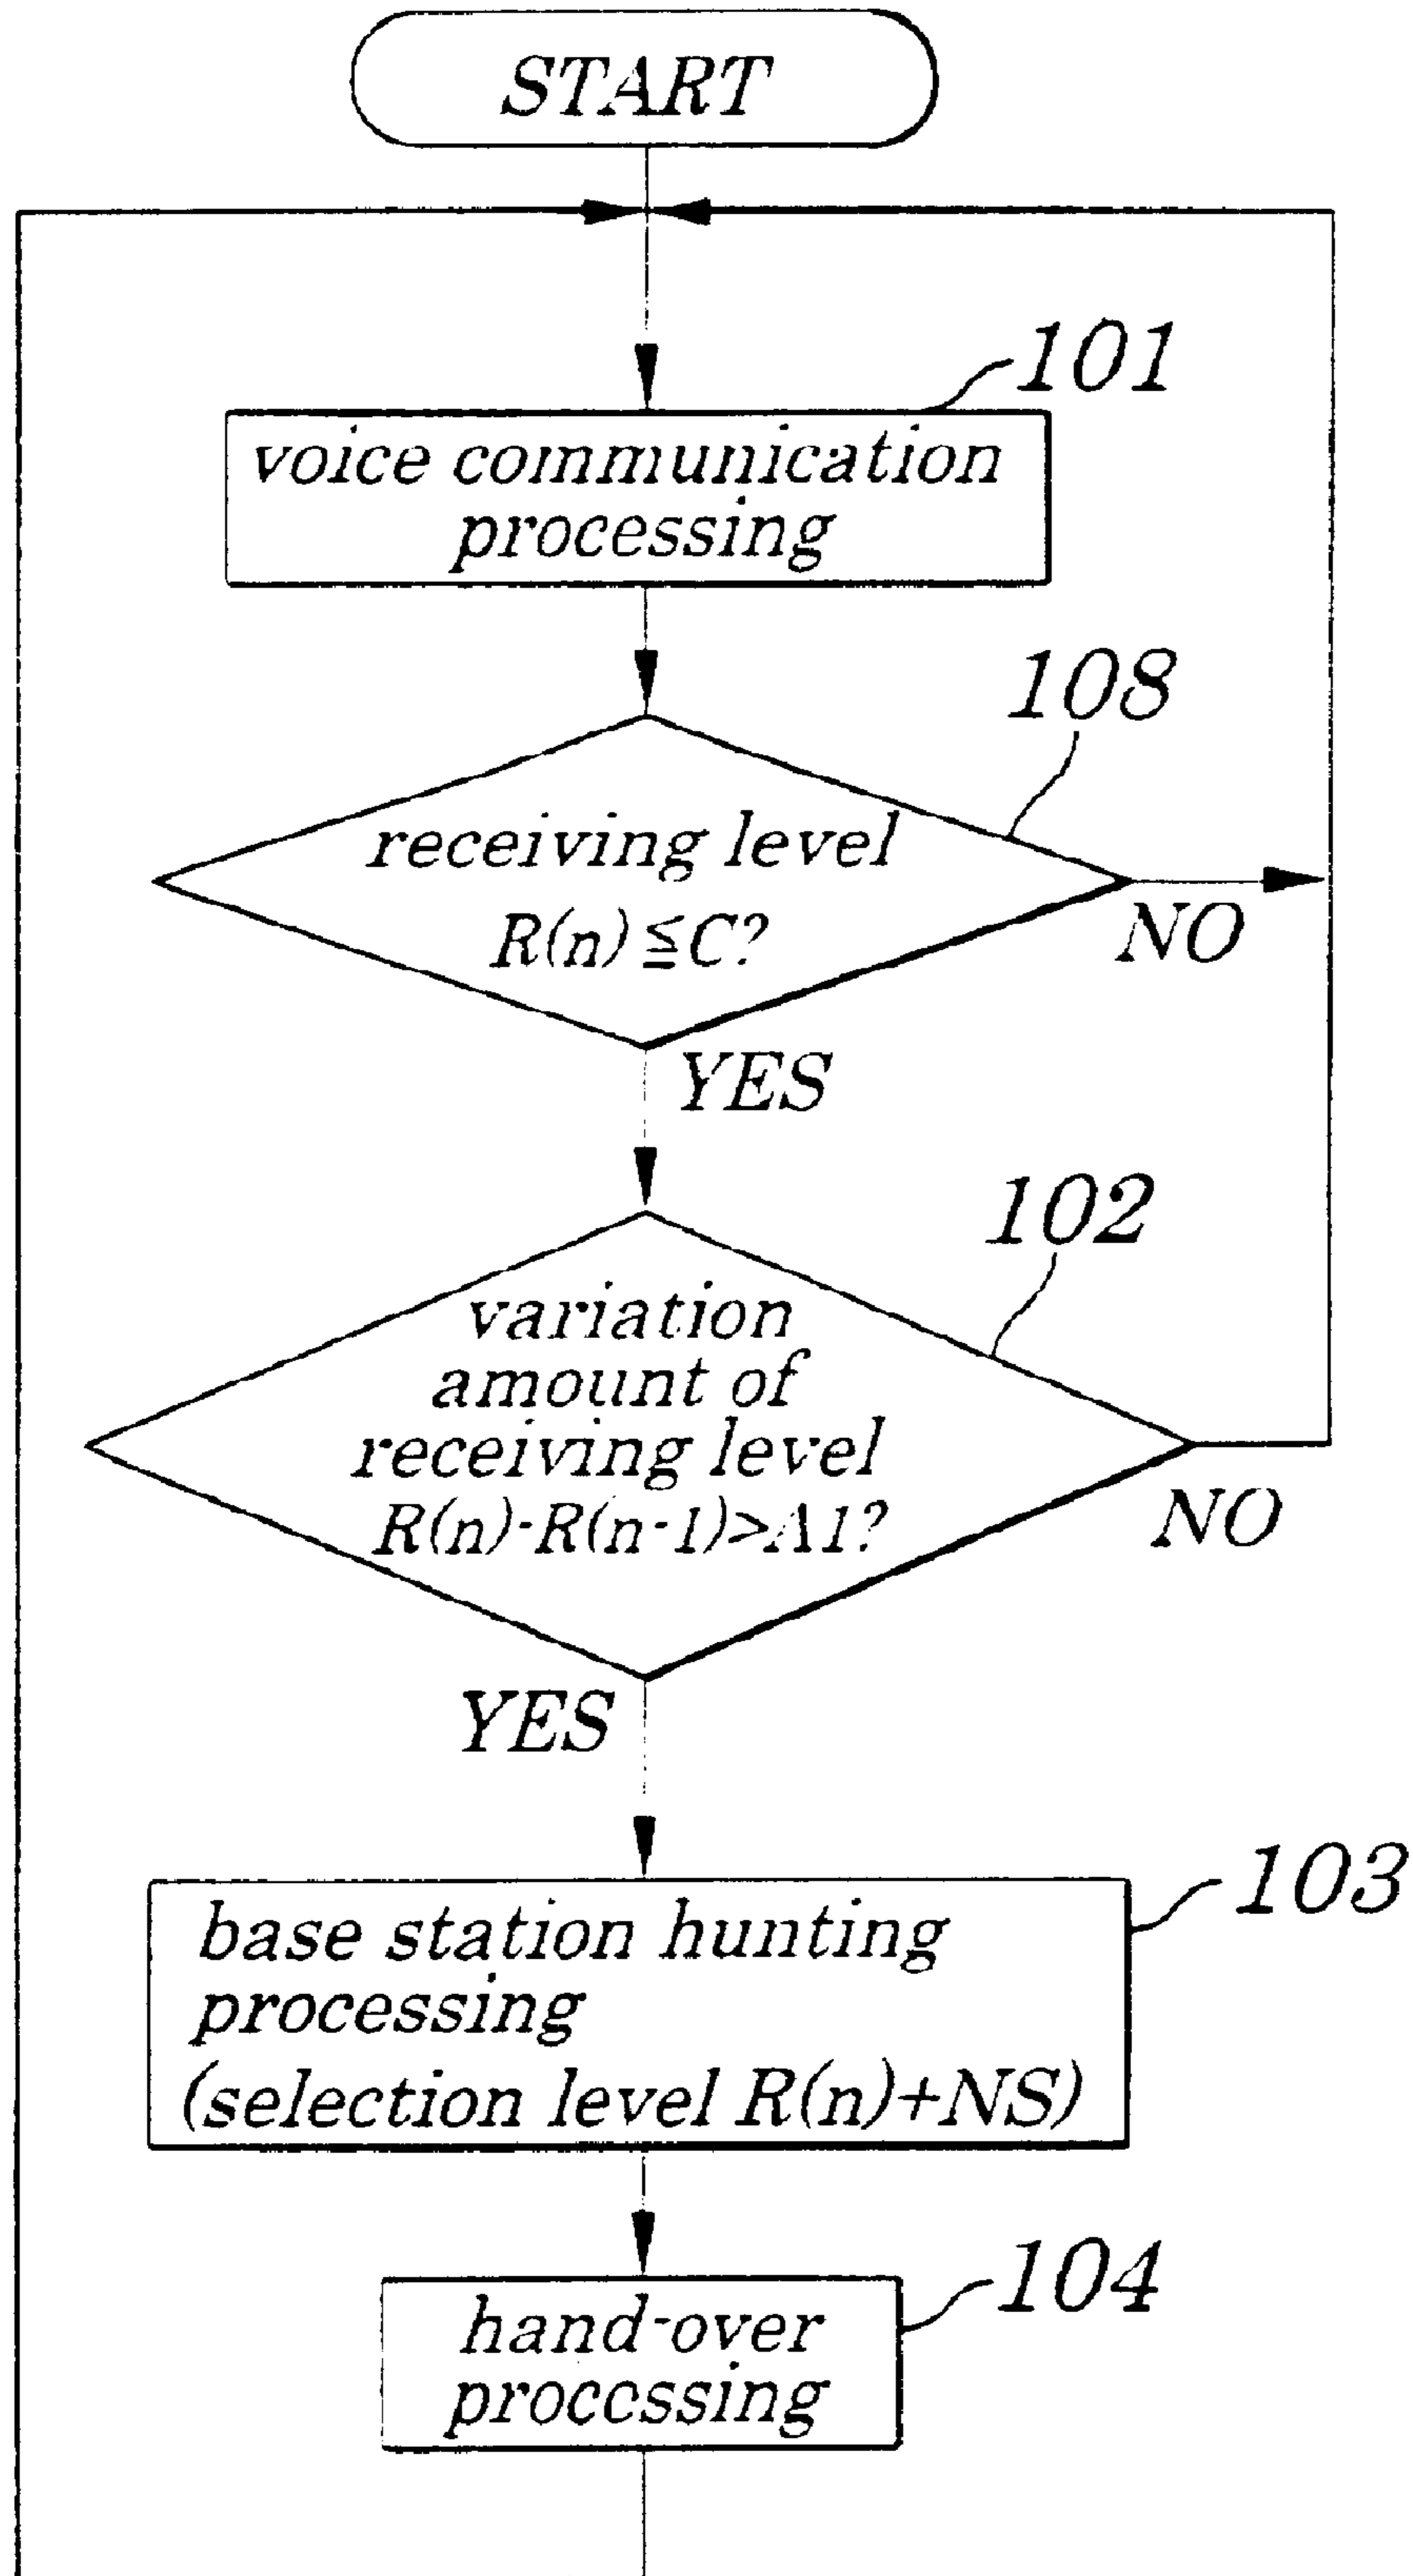 START
101
voice communication
processing
108
receiving level
R(n)≦C?
NO
YES
102
variation
amount of
receiving level
R(n)-R(n-1)>A1?
NO
YES
103
base station hunting
processing
(selection level R(n)+NS)
104
hand-over
processing